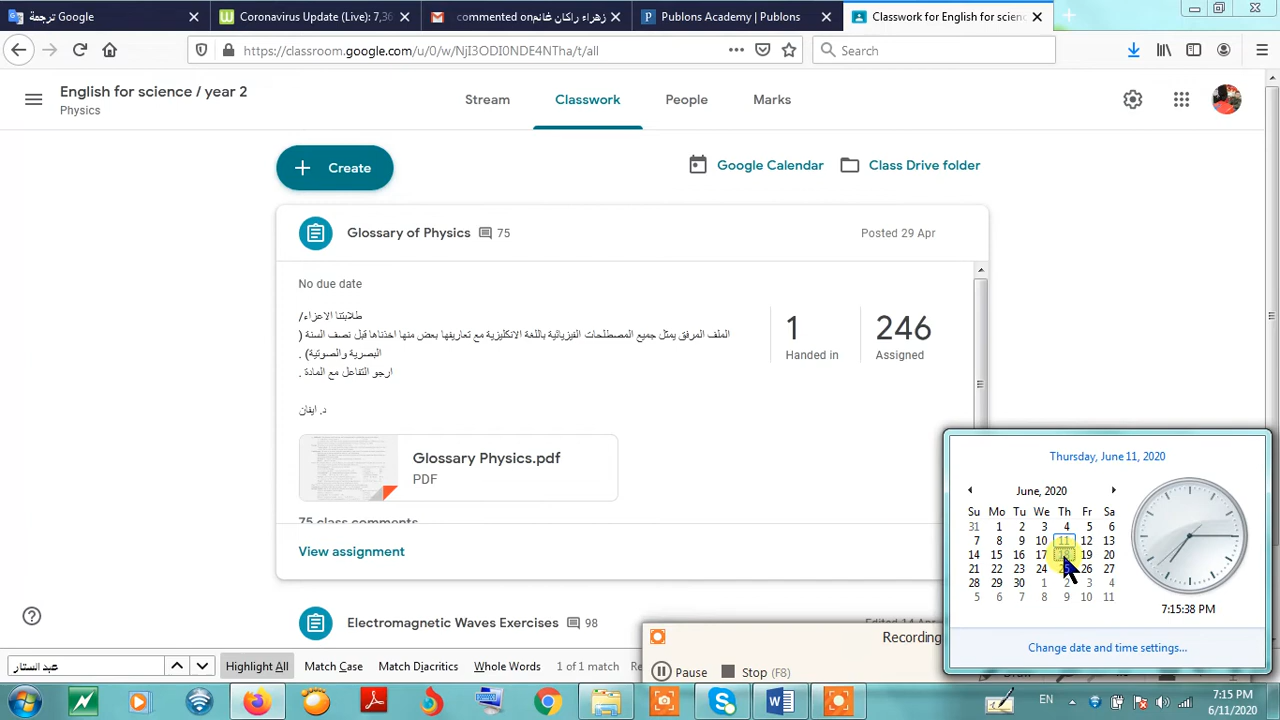 ترجمة Google
Coronavirus Update (Live): 7,36
زهراء راكان غانم commented on
Publons Academy | Publons
Classwork for English for scienc
https://classroom.google.com/u/0/w/NjI3ODI0NDE4NTha/t/all
Search
English for science / year 2
Physics
Stream
Classwork
People
Marks
Create
Google Calendar
Class Drive folder
Glossary of Physics
75
Posted 29 Apr
No due date
طلابتنا الاعزاء/
الملف المرفق يمثل جميع المصطلحات الفيزيائية باللغة الانكليزية مع تعاريفها بعض منها اخذناها قبل نصف السنة (
البصرية والصوتية) .
ارجو التفاعل مع المادة .
د. ايفان
1
Handed in
246
Assigned
Glossary Physics.pdf
PDF
75 class comments
View assignment
Electromagnetic Waves Exercises
98
Edited 14 Apr
Thursday, June 11, 2020
June, 2020
Su Mo Tu We Th Fr Sa
31 1 2 3 4 5 6
7 8 9 10 11 12 13
14 15 16 17 18 19 20
21 22 23 24 25 26 27
28 29 30 1 2 3 4
5 6 7 8 9 10 11
7:15:38 PM
Change date and time settings...
Recording
Pause
Stop (F8)
عبد الستار
Highlight All
Match Case
Match Diacritics
Whole Words
1 of 1 match
EN
7:15 PM
6/11/2020